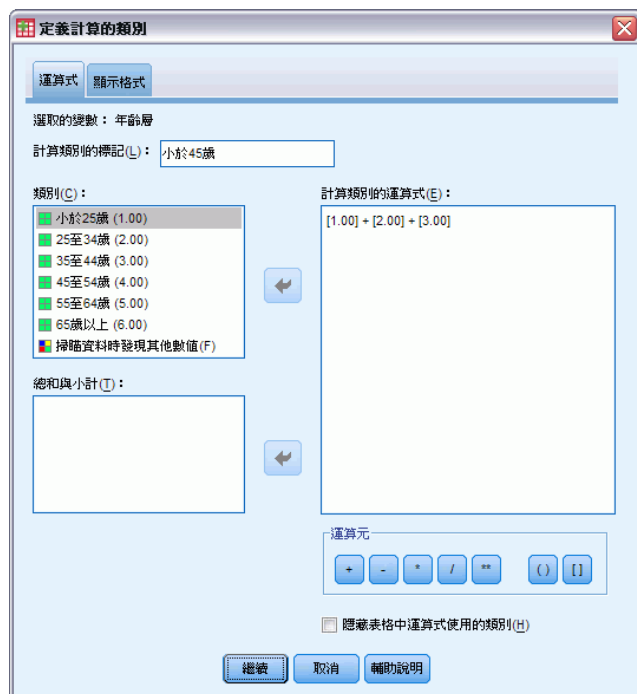 定義計算的類別
運算式
顯示格式
選取的變數： 年齡層
計算類別的標記(L)：
小於45歲
類別(C)：
小於25歲 (1.00)
25至34歲 (2.00)
35至44歲 (3.00)
45至54歲 (4.00)
55至64歲 (5.00)
65歲以上 (6.00)
掃瞄資料時發現其他數值(F)
總和與小計(T)：
計算類別的運算式(E)：
[1.00] + [2.00] + [3.00]
運算元
+ - * / ** ( ) [ ]
隱藏表格中運算式使用的類別(H)
繼續
取消
輔助說明